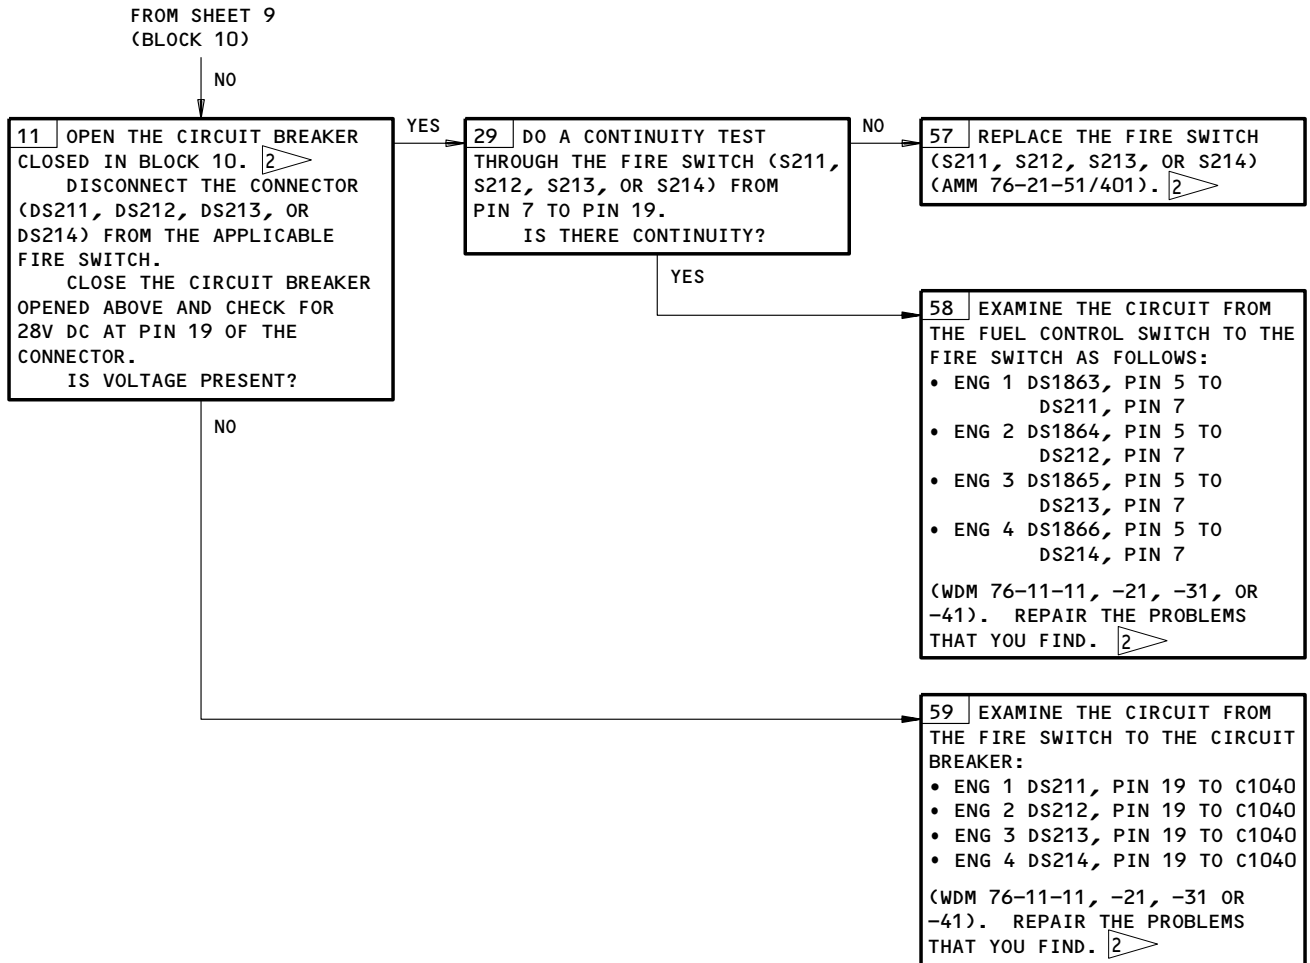 FROM SHEET 9
(BLOCK 10)
NO
11 OPEN THE CIRCUIT BREAKER
CLOSED IN BLOCK 10. 2
DISCONNECT THE CONNECTOR
(DS211, DS212, DS213, OR
DS214) FROM THE APPLICABLE
FIRE SWITCH.
CLOSE THE CIRCUIT BREAKER
OPENED ABOVE AND CHECK FOR
28V DC AT PIN 19 OF THE
CONNECTOR.
IS VOLTAGE PRESENT?
YES
29 DO A CONTINUITY TEST
THROUGH THE FIRE SWITCH (S211,
S212, S213, OR S214) FROM
PIN 7 TO PIN 19.
IS THERE CONTINUITY?
NO
57 REPLACE THE FIRE SWITCH
(S211, S212, S213, OR S214)
(AMM 76-21-51/401). 2
YES
58 EXAMINE THE CIRCUIT FROM
THE FUEL CONTROL SWITCH TO THE
FIRE SWITCH AS FOLLOWS:
• ENG 1 DS1863, PIN 5 TO
DS211, PIN 7
• ENG 2 DS1864, PIN 5 TO
DS212, PIN 7
• ENG 3 DS1865, PIN 5 TO
DS213, PIN 7
• ENG 4 DS1866, PIN 5 TO
DS214, PIN 7
(WDM 76-11-11, -21, -31, OR
-41). REPAIR THE PROBLEMS
THAT YOU FIND. 2
NO
59 EXAMINE THE CIRCUIT FROM
THE FIRE SWITCH TO THE CIRCUIT
BREAKER:
• ENG 1 DS211, PIN 19 TO C1040
• ENG 2 DS212, PIN 19 TO C1040
• ENG 3 DS213, PIN 19 TO C1040
• ENG 4 DS214, PIN 19 TO C1040
(WDM 76-11-11, -21, -31 OR
-41). REPAIR THE PROBLEMS
THAT YOU FIND. 2